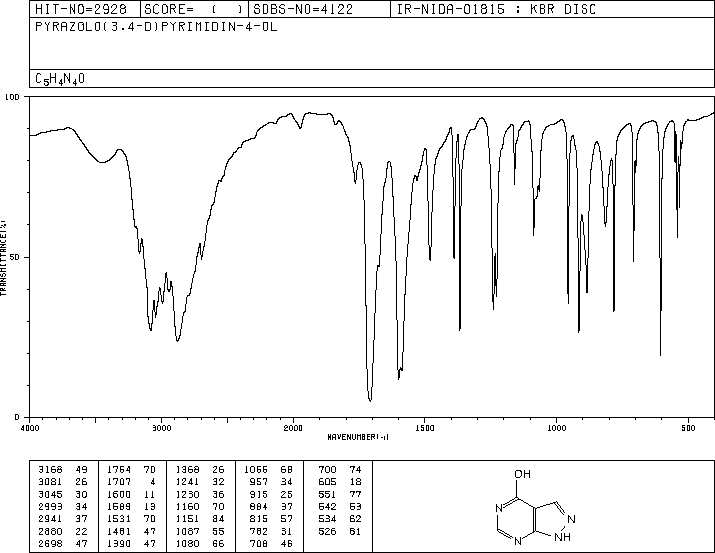 HIT-NO=2928 SCORE= ( ) SDBS-NO=4122 IR-NIDA-01815 : KBR DISC
PYRAZOLO(3,4-D)PYRIMIDIN-4-OL
C5H4N4O
100
50
0
TRANSMITTANCE(%)
4000 3000 2000 1500 1000 500
WAVENUMBER(-1)
3168 49 1764 70 1368 26 1066 68 700 74
3081 26 1707 4 1241 32 957 34 605 18
3045 30 1600 11 1230 36 915 25 551 77
2993 34 1589 13 1160 70 884 37 542 53
2941 37 1531 70 1151 84 815 57 534 62
2880 22 1481 47 1087 55 782 31 526 81
2698 47 1390 47 1080 66 708 46
OH
N
N
N
NH